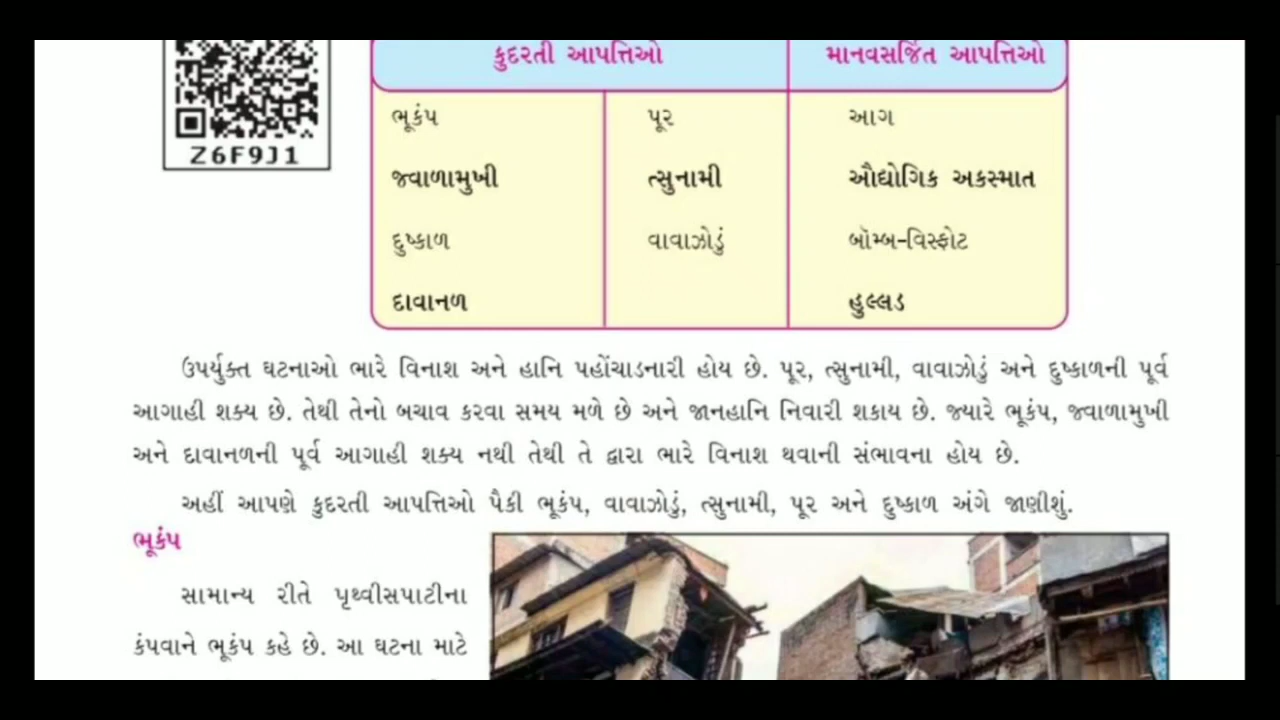 કુદરતી આપત્તિઓ માનવસર્જિત આપત્તિઓ
Z6F9J1
ભૂકંપ પૂર આગ
જ્વાળામુખી ત્સુનામી ઔદ્યોગિક અકસ્માત
દુષ્કાળ વાવાઝોડું બૉમ્બ-વિસ્ફોટ
દાવાનળ હુલ્લડ
ઉપર્યુક્ત ઘટનાઓ ભારે વિનાશ અને હાનિ પહોંચાડનારી હોય છે. પૂર, ત્સુનામી, વાવાઝોડું અને દુષ્કાળની પૂર્વ
આગાહી શક્ય છે. તેથી તેનો બચાવ કરવા સમય મળે છે અને જાનહાનિ નિવારી શકાય છે. જ્યારે ભૂકંપ, જ્વાળામુખી
અને દાવાનળની પૂર્વ આગાહી શક્ય નથી તેથી તે દ્વારા ભારે વિનાશ થવાની સંભાવના હોય છે.
અહીં આપણે કુદરતી આપત્તિઓ પૈકી ભૂકંપ, વાવાઝોડું, ત્સુનામી, પૂર અને દુષ્કાળ અંગે જાણીશું.
ભૂકંપ
સામાન્ય રીતે પૃથ્વીસપાટીના
કંપવાને ભૂકંપ કહે છે. આ ઘટના માટે